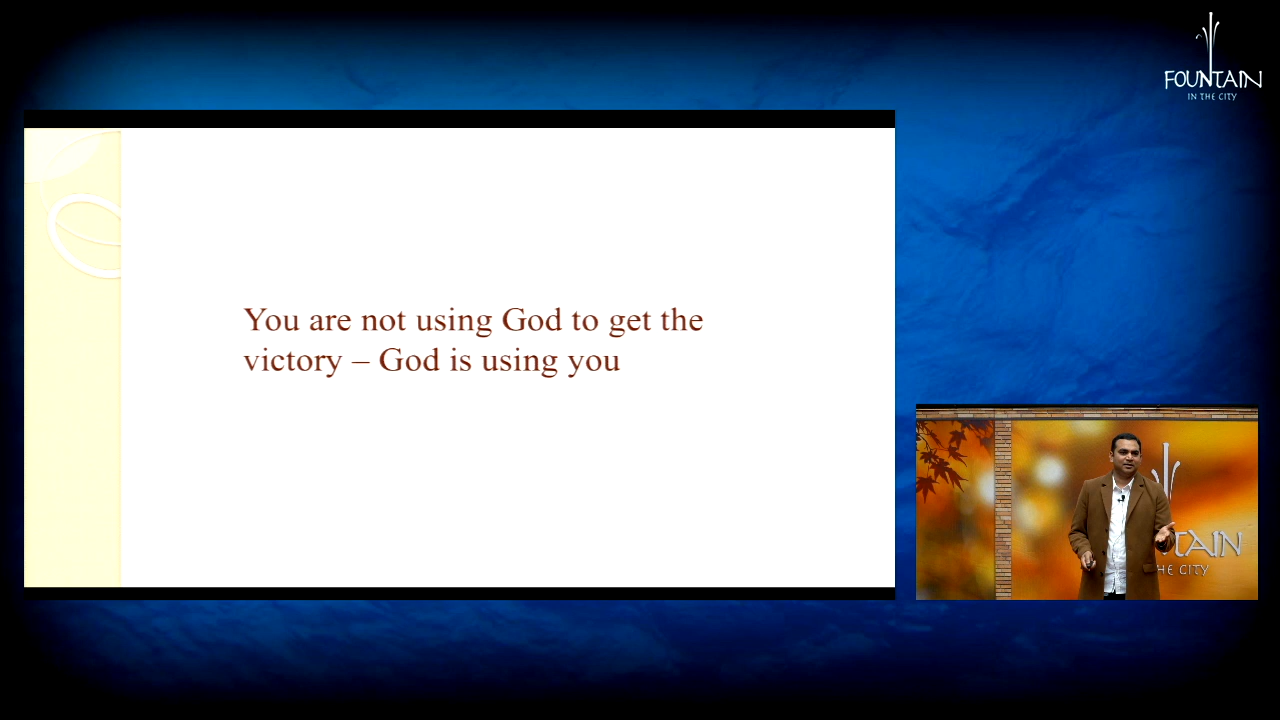 FOUNTAIN
IN THE CITY
You are not using God to get the
victory – God is using you
TAIN
HE CITY